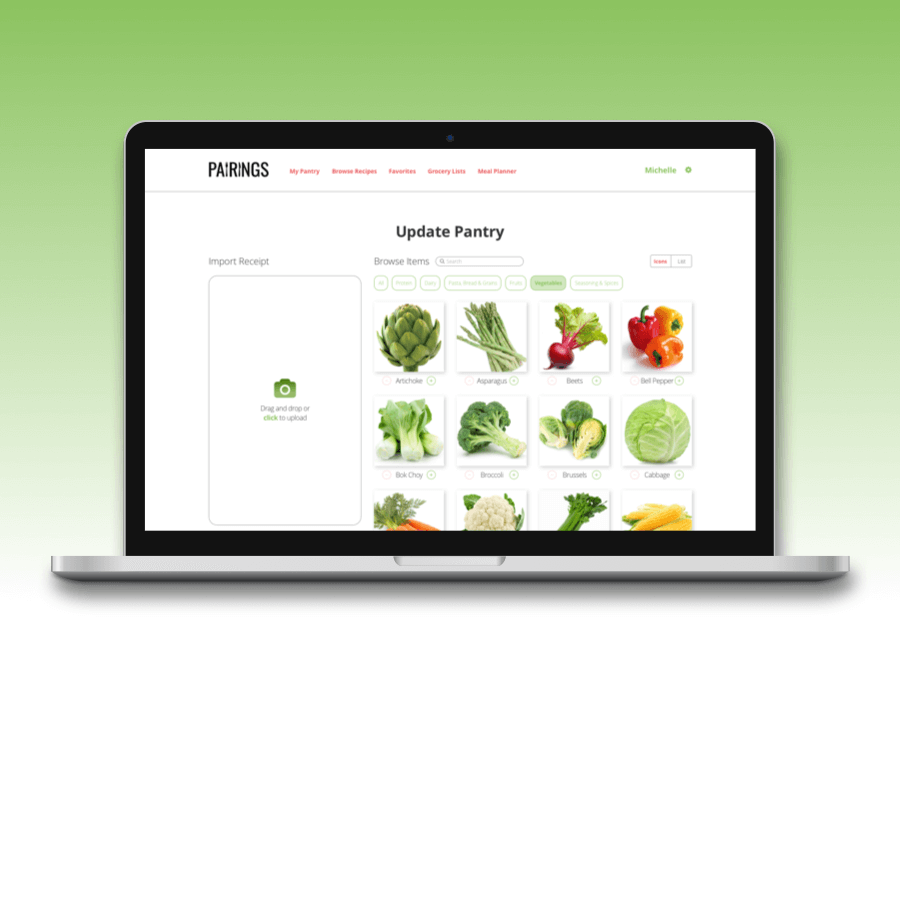 PAIRINGS My Pantry Browse Recipes Favorites Grocery Lists Meal Planner Michelle
Update Pantry
Import Receipt
Browse Items Search Icons List
All Protein Dairy Pasta, Bread & Grains Fruits Vegetables Seasoning & Spices
- Artichoke + - Asparagus + - Beets + - Bell Pepper +
Drag and drop or
click to upload
- Bok Choy + - Broccoli + - Brussels + - Cabbage +